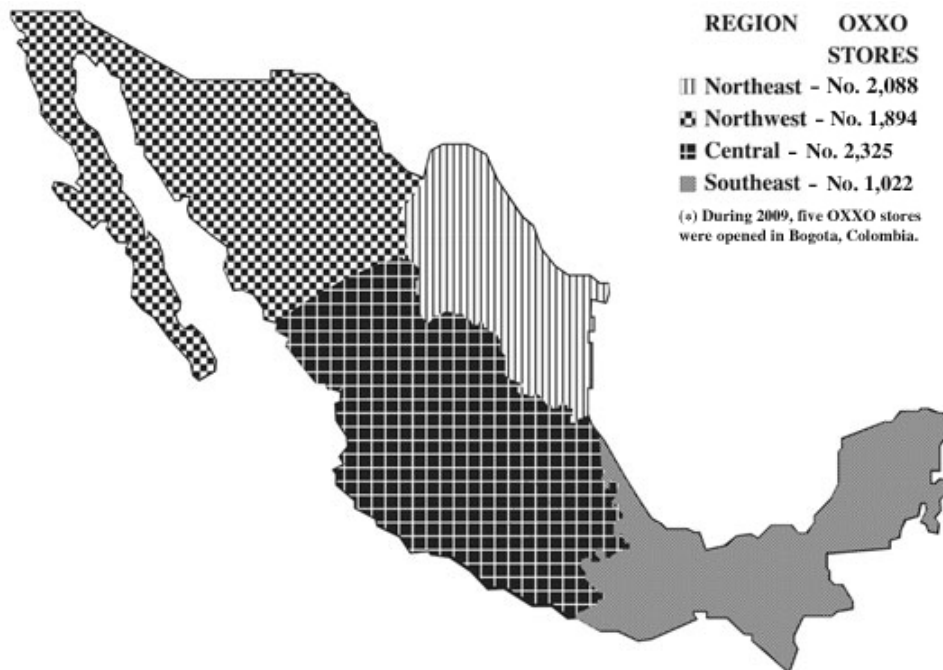 REGION OXXO
STORES
Northeast - No. 2,088
Northwest - No. 1,894
Central - No. 2,325
Southeast - No. 1,022
(*) During 2009, five OXXO stores
were opened in Bogota, Colombia.